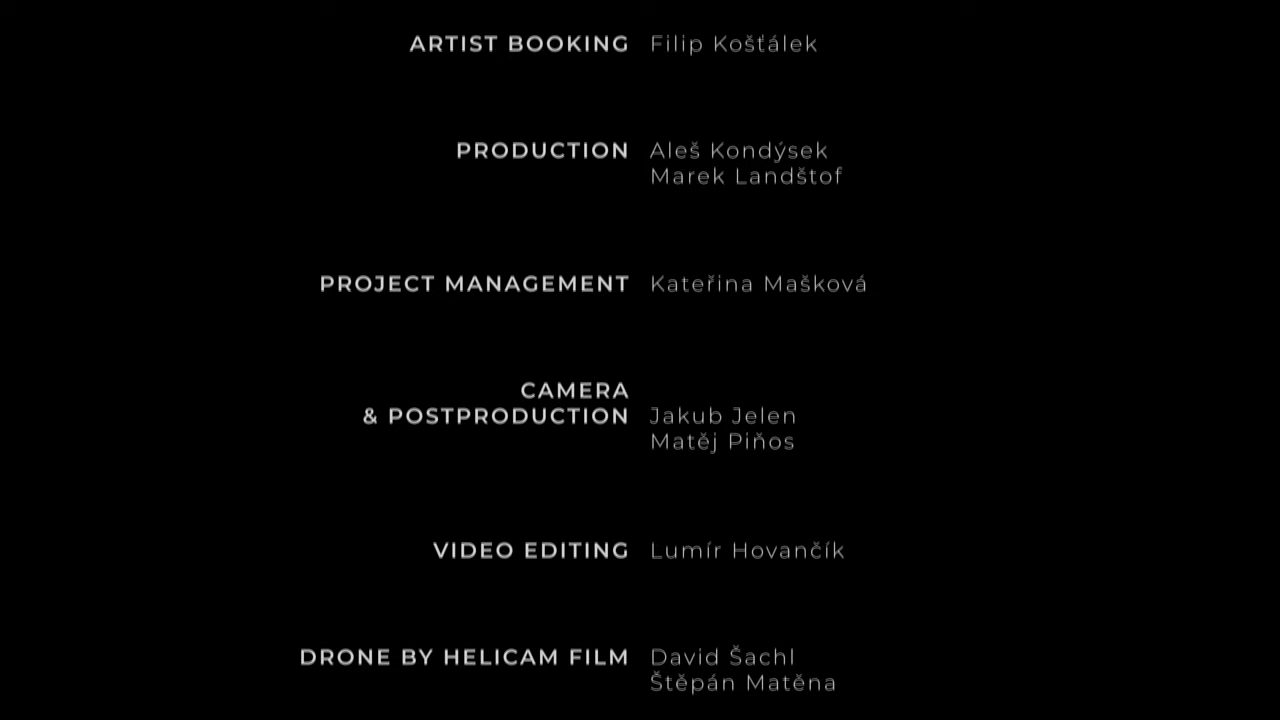 ARTIST BOOKING Filip Košťálek
PRODUCTION Aleš Kondýsek
Marek Landštof
PROJECT MANAGEMENT Kateřina Mašková
CAMERA
& POSTPRODUCTION Jakub Jelen
Matěj Piňos
VIDEO EDITING Lumír Hovančík
DRONE BY HELICAM FILM David Šachl
Štěpán Matěna